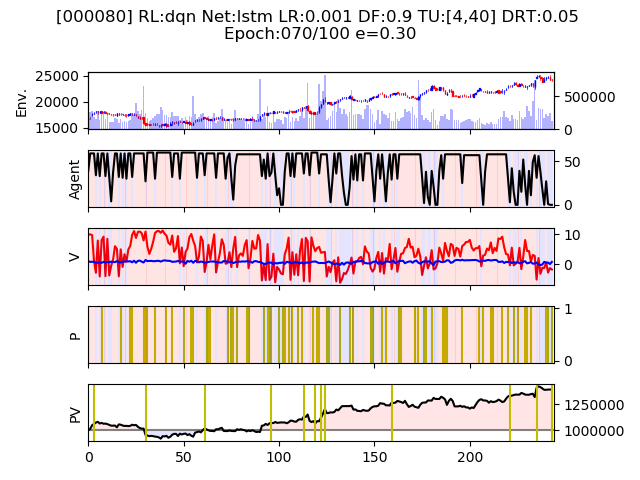 [000080] RL:dqn Net:lstm LR:0.001 DF:0.9 TU:[4,40] DRT:0.05
Epoch:070/100 e=0.30
Env.
25000
20000
15000
500000
0
Agent
50
0
V
10
0
P
1
0
PV
1250000
1000000
0 50 100 150 200